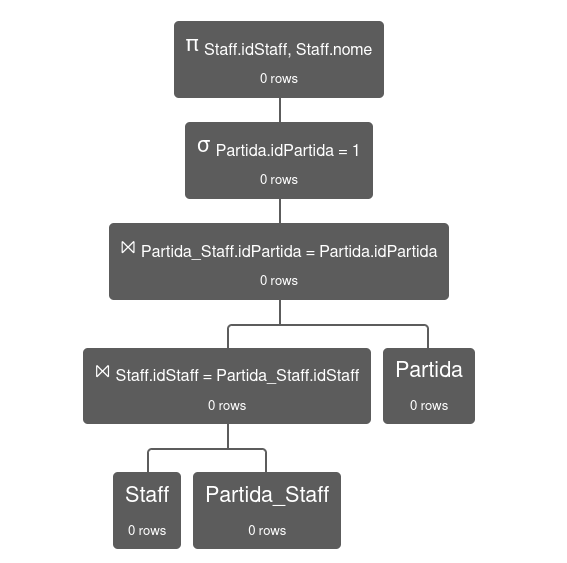 π Staff.idStaff, Staff.nome
0 rows
σ Partida.idPartida = 1
0 rows
⋈ Partida_Staff.idPartida = Partida.idPartida
0 rows
⋈ Staff.idStaff = Partida_Staff.idStaff
0 rows
Partida
0 rows
Staff
0 rows
Partida_Staff
0 rows